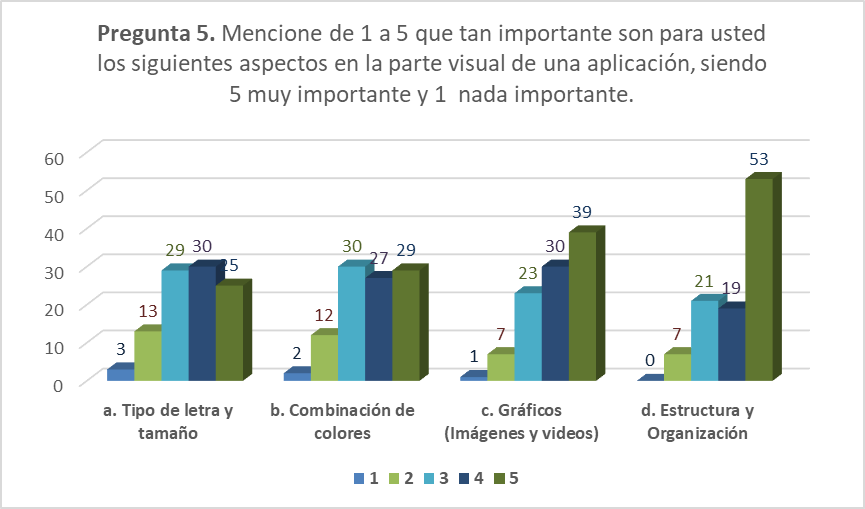 Pregunta 5. Mencione de 1 a 5 que tan importante son para usted
los siguientes aspectos en la parte visual de una aplicación, siendo
5 muy importante y 1 nada importante.
60
50
40
30
20
10
0
3
13
29
30
25
2
12
30
27
29
1
7
23
30
39
0
7
21
19
53
a. Tipo de letra y
tamaño
b. Combinación de
colores
c. Gráficos
(Imágenes y videos)
d. Estructura y
Organización
1 2 3 4 5